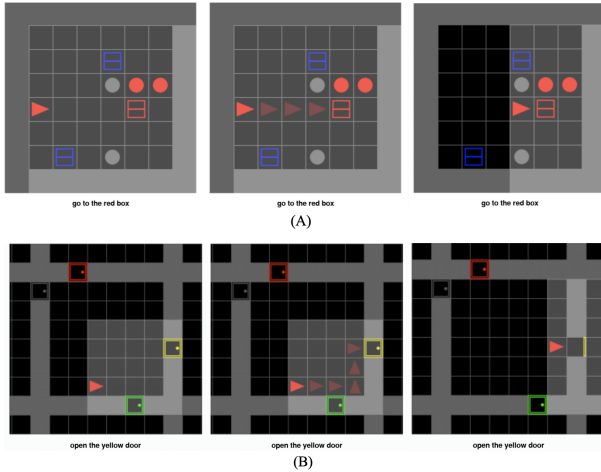 go to the red box
go to the red box
go to the red box
(A)
open the yellow door
open the yellow door
open the yellow door
(B)